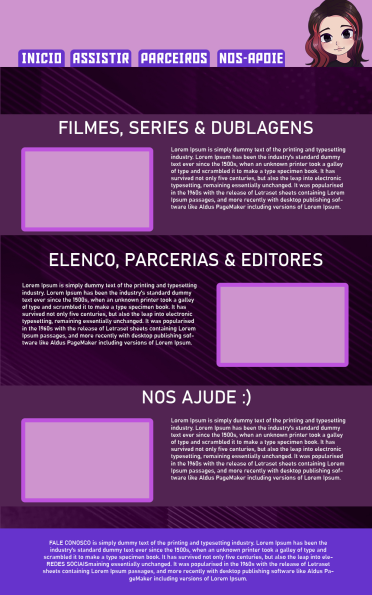 INICIO ASSISTIR PARCEIROS NOS-APOIE
FILMES, SERIES & DUBLAGENS
Lorem Ipsum is simply dummy text of the printing and typesetting
industry. Lorem Ipsum has been the industry's standard dummy
text ever since the 1500s, when an unknown printer took a galley
of type and scrambled it to make a type specimen book. It has
survived not only five centuries, but also the leap into electronic
typesetting, remaining essentially unchanged. It was popularised
in the 1960s with the release of Letraset sheets containing Lorem
Ipsum passages, and more recently with desktop publishing sof-
tware like Aldus PageMaker including versions of Lorem Ipsum.
ELENCO, PARCERIAS & EDITORES
Lorem Ipsum is simply dummy text of the printing and typesetting
industry. Lorem Ipsum has been the industry's standard dummy
text ever since the 1500s, when an unknown printer took a galley
of type and scrambled it to make a type specimen book. It has
survived not only five centuries, but also the leap into electronic
typesetting, remaining essentially unchanged. It was popularised
in the 1960s with the release of Letraset sheets containing Lorem
Ipsum passages, and more recently with desktop publishing sof-
tware like Aldus PageMaker including versions of Lorem Ipsum.
NOS AJUDE :)
Lorem Ipsum is simply dummy text of the printing and typesetting
industry. Lorem Ipsum has been the industry's standard dummy
text ever since the 1500s, when an unknown printer took a galley
of type and scrambled it to make a type specimen book. It has
survived not only five centuries, but also the leap into electronic
typesetting, remaining essentially unchanged. It was popularised
in the 1960s with the release of Letraset sheets containing Lorem
Ipsum passages, and more recently with desktop publishing sof-
tware like Aldus PageMaker including versions of Lorem Ipsum.
FALE CONOSCO is simply dummy text of the printing and typesetting industry. Lorem Ipsum has been the
industry's standard dummy text ever since the 1500s, when an unknown printer took a galley of type and
scrambled it to make a type specimen book. It has survived not only five centuries, but also the leap into ele-
REDES SOCIAISmaining essentially unchanged. It was popularised in the 1960s with the release of Letraset
sheets containing Lorem Ipsum passages, and more recently with desktop publishing software like Aldus Pa-
geMaker including versions of Lorem Ipsum.